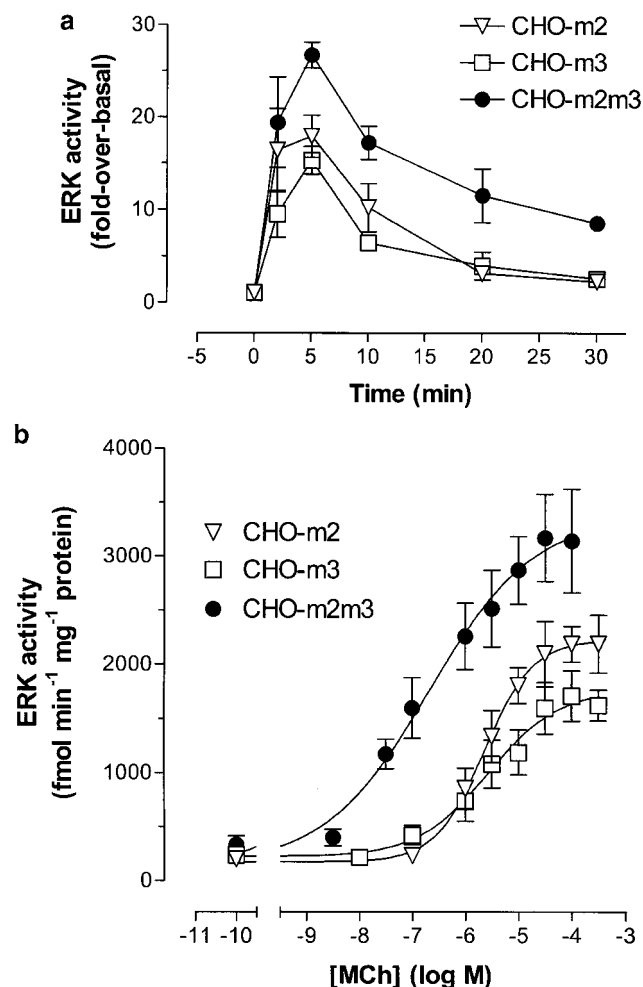 a
ERK activity
(fold-over-basal)
30
20
10
0
CHO-m2
CHO-m3
CHO-m2m3
-5 0 5 10 15 20 25 30
Time (min)
b
ERK activity
(fmol min-1 mg-1 protein)
4000
3000
2000
1000
0
CHO-m2
CHO-m3
CHO-m2m3
-11 -10 -9 -8 -7 -6 -5 -4 -3
[MCh] (log M)